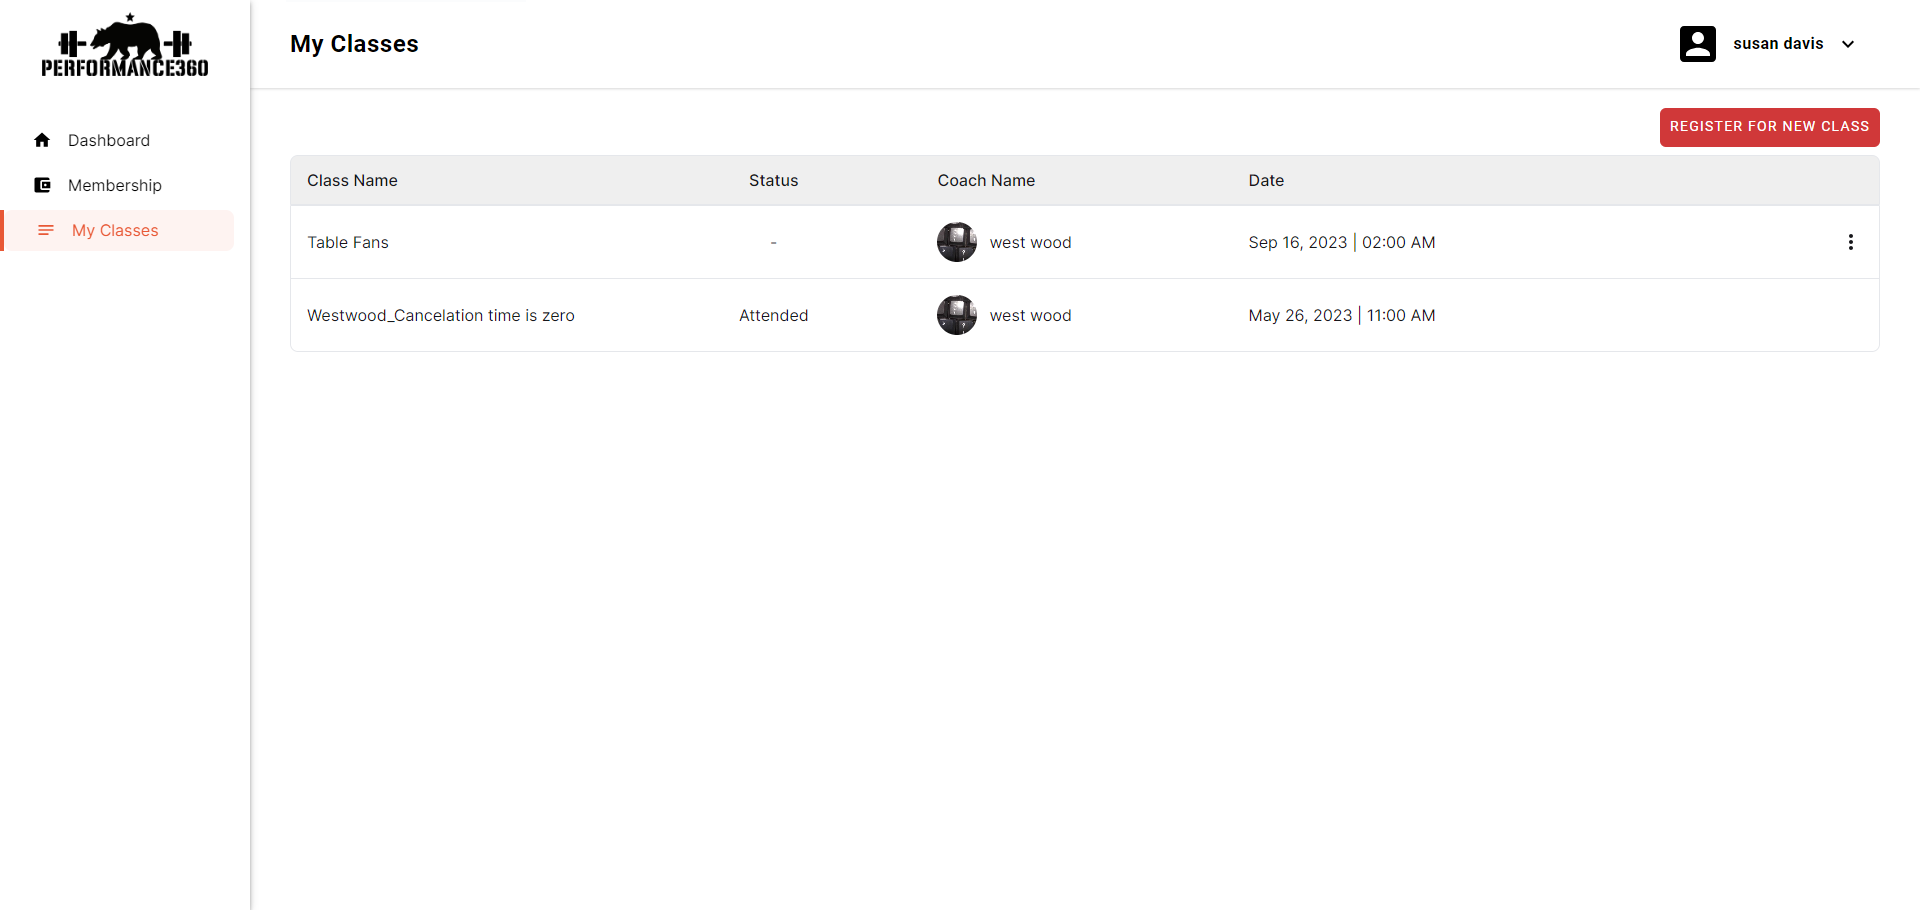 PERFORMANCE360
My Classes
susan davis
Dashboard
Membership
My Classes
REGISTER FOR NEW CLASS
Class Name Status Coach Name Date
Table Fans - west wood Sep 16, 2023 | 02:00 AM
Westwood_Cancelation time is zero Attended west wood May 26, 2023 | 11:00 AM